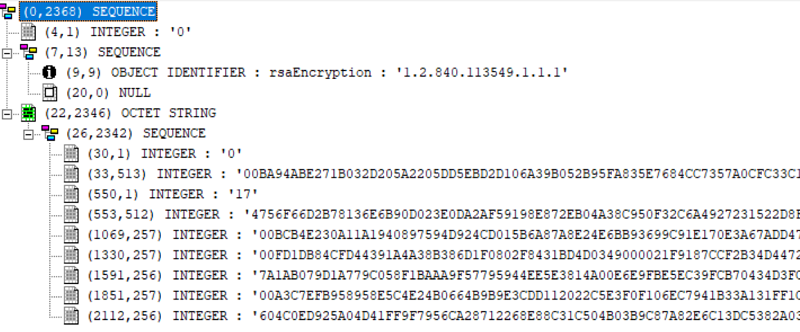 (0,2368) SEQUENCE
(4,1) INTEGER : '0'
(7,13) SEQUENCE
(9,9) OBJECT IDENTIFIER : rsaEncryption : '1.2.840.113549.1.1.1'
(20,0) NULL
(22,2346) OCTET STRING
(26,2342) SEQUENCE
(30,1) INTEGER : '0'
(33,513) INTEGER : '00BA94ABE271B032D205A2205DD5EBD2D106A39B052B95FA835E7684CC7357A0CFC33C1
(550,1) INTEGER : '17'
(553,512) INTEGER : '4756F66D2B78136E6B90D023E0DA2AF59198E872EB04A38C950F32C6A4927231522D8
(1069,257) INTEGER : '00BCB4E230A11A1940897594D924CD015B6A87A8E24E6BB93699C91E170E3A67ADD47
(1330,257) INTEGER : '00FD1DB84CFD44391A4A38B386D1F0802F8431BD4D0349000021F9187CCF2B34D4472
(1591,256) INTEGER : '7A1AB079D1A779C058F1BAAA9F57795944EE5E3814A00E6E9FBE5EC39FCB70434D3F
(1851,257) INTEGER : '00A3C7EFB958958E5C4E24B0664B9B9E3CDD112022C5E3F0F106EC7941B33A131FF1
(2112,256) INTEGER : '604C0ED925A04D41FF9F7956CA28712268E88C31C504B03B9C87A82E6C13DC5382A03